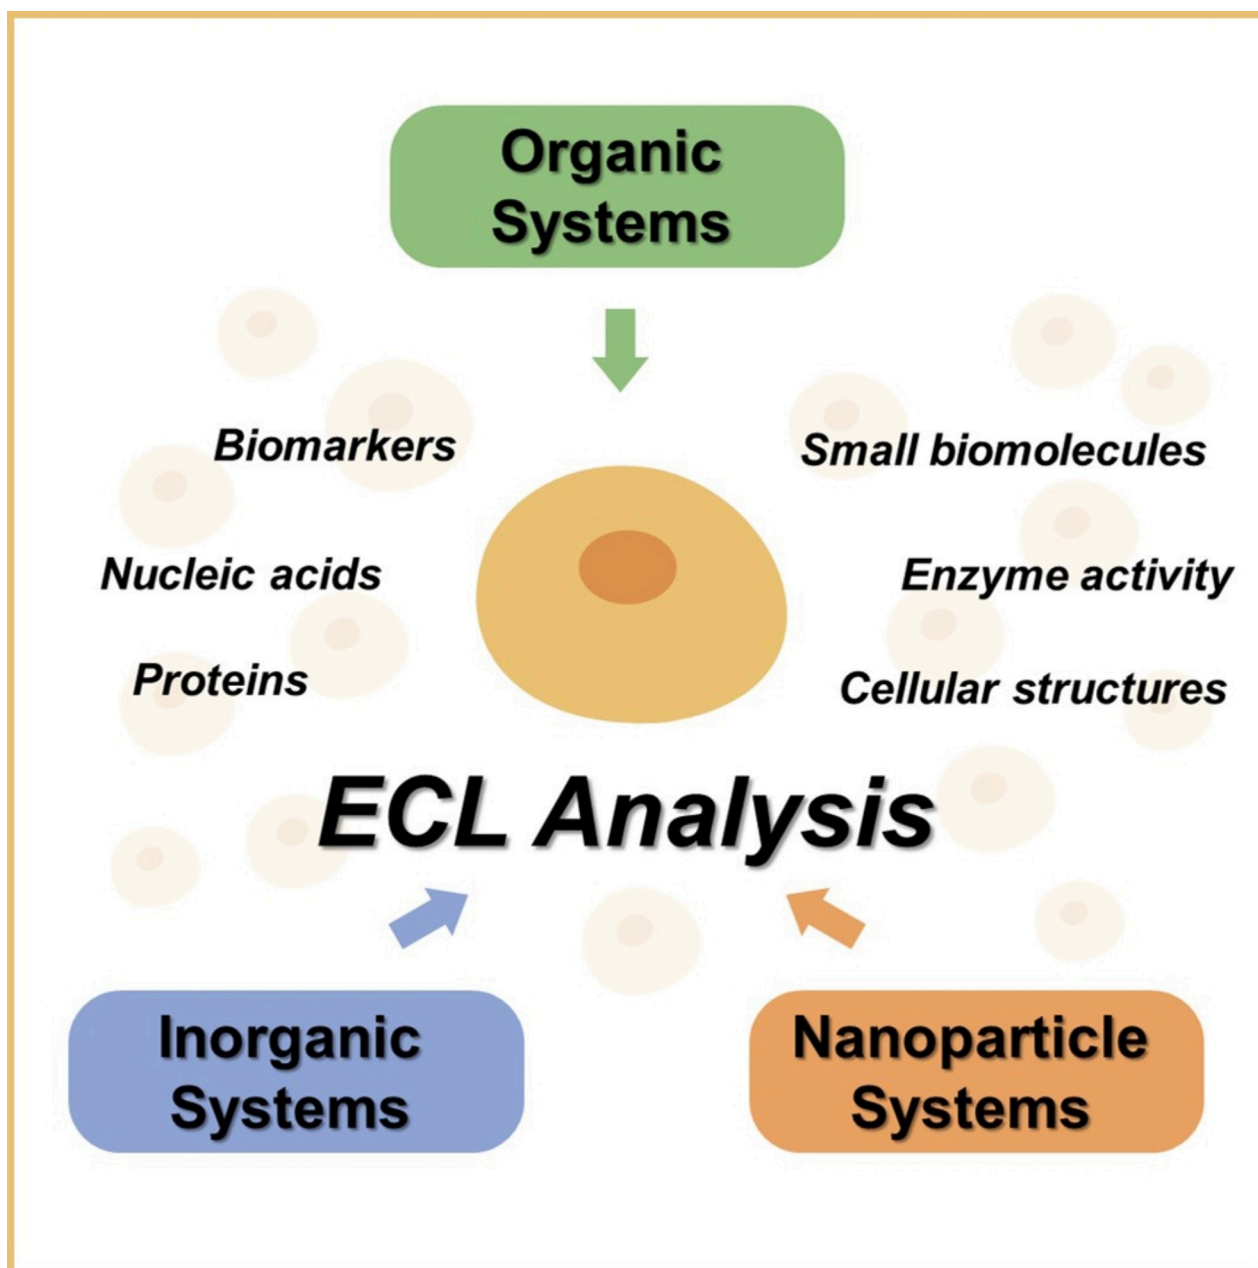 Organic
Systems
Biomarkers
Small biomolecules
Nucleic acids
Enzyme activity
Proteins
Cellular structures
ECL Analysis
Inorganic
Systems
Nanoparticle
Systems